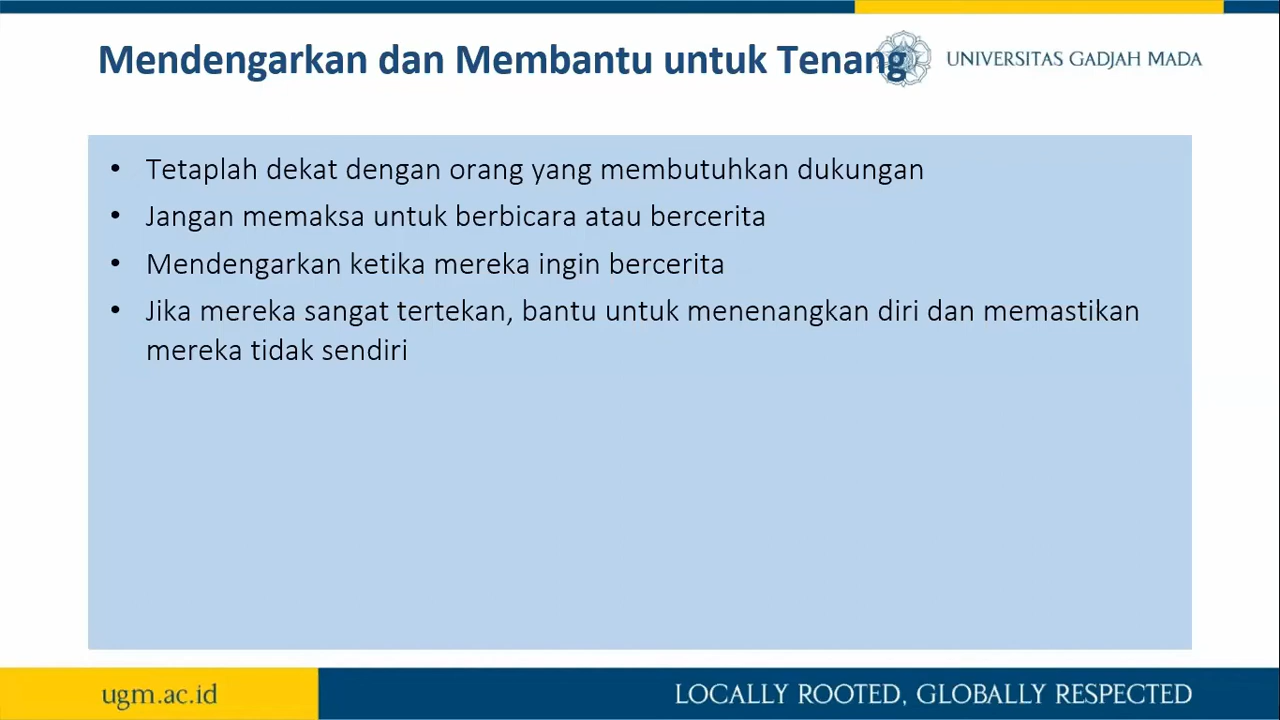 Mendengarkan dan Membantu untuk Tenang
UNIVERSITAS GADJAH MADA
• Tetaplah dekat dengan orang yang membutuhkan dukungan
• Jangan memaksa untuk berbicara atau bercerita
• Mendengarkan ketika mereka ingin bercerita
• Jika mereka sangat tertekan, bantu untuk menenangkan diri dan memastikan
mereka tidak sendiri
ugm.ac.id
LOCALLY ROOTED, GLOBALLY RESPECTED